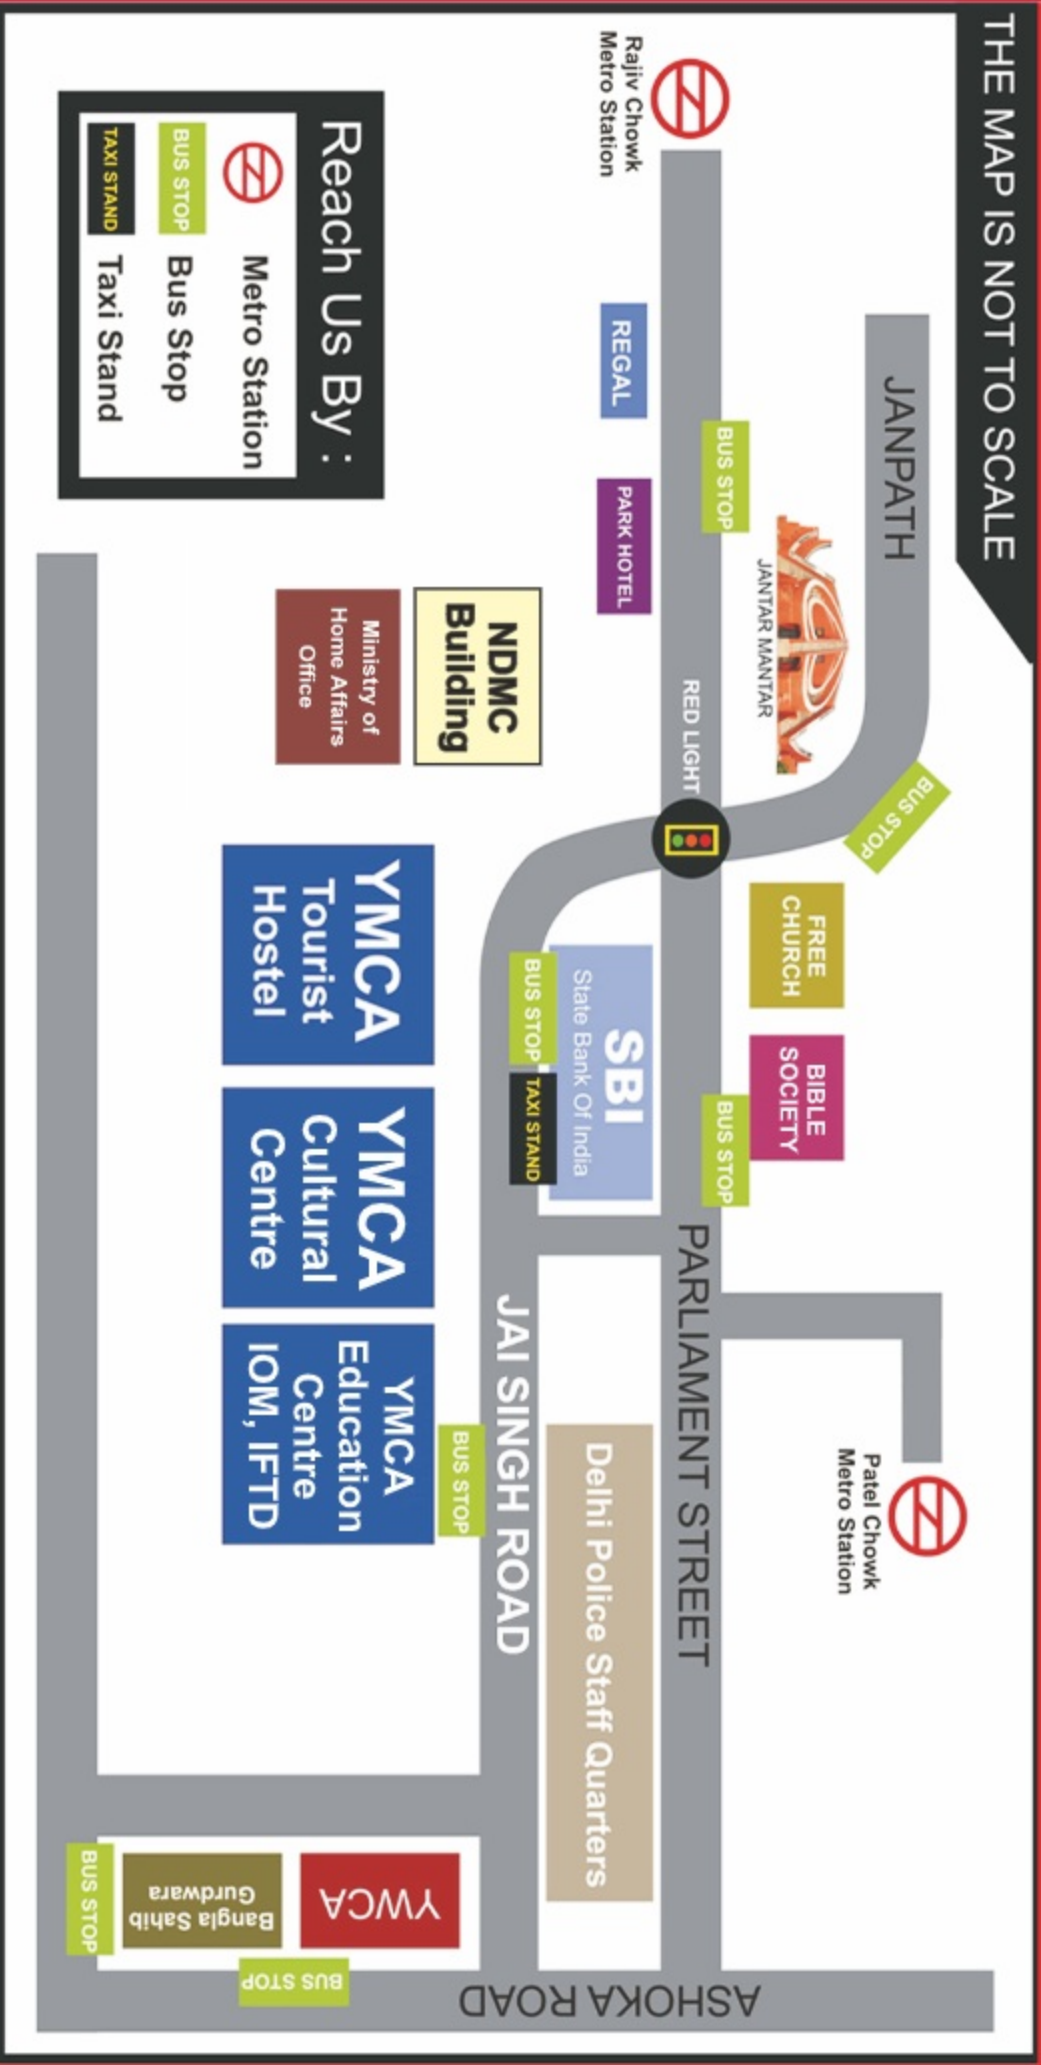 THE MAP IS NOT TO SCALE
JANPATH
BUS STOP
Patel Chowk
Metro Station
JANTAR MANTAR
FREE
CHURCH
BIBLE
SOCIETY
BUS STOP
BUS STOP
Rajiv Chowk
Metro Station
RED LIGHT
PARLIAMENT STREET
REGAL
PARK HOTEL
SBI
State Bank Of India
Delhi Police Staff Quarters
BUS STOP
TAXI STAND
JAI SINGH ROAD
ASHOKA ROAD
NDMC
Building
Ministry of
Home Affairs
Office
BUS STOP
YMCA
Tourist
Hostel
YMCA
Cultural
Centre
YMCA
Education
Centre
IOM, IFTD
YWCA
Bangla Sahib
Gurdwara
BUS STOP
BUS STOP
Reach Us By :
Metro Station
BUS STOP
Bus Stop
TAXI STAND
Taxi Stand